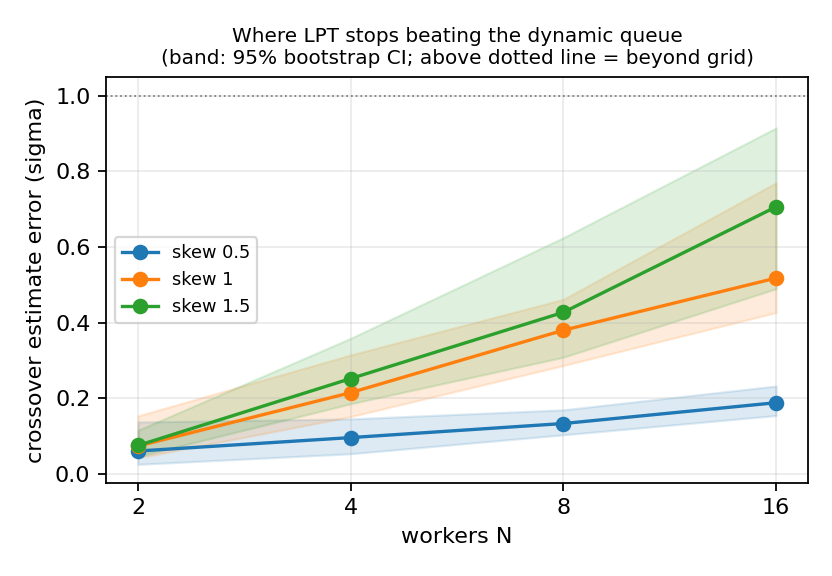 Where LPT stops beating the dynamic queue
(band: 95% bootstrap CI; above dotted line = beyond grid)
crossover estimate error (sigma)
1.0
0.8
0.6
0.4
0.2
0.0
skew 0.5
skew 1
skew 1.5
2 4 8 16
workers N